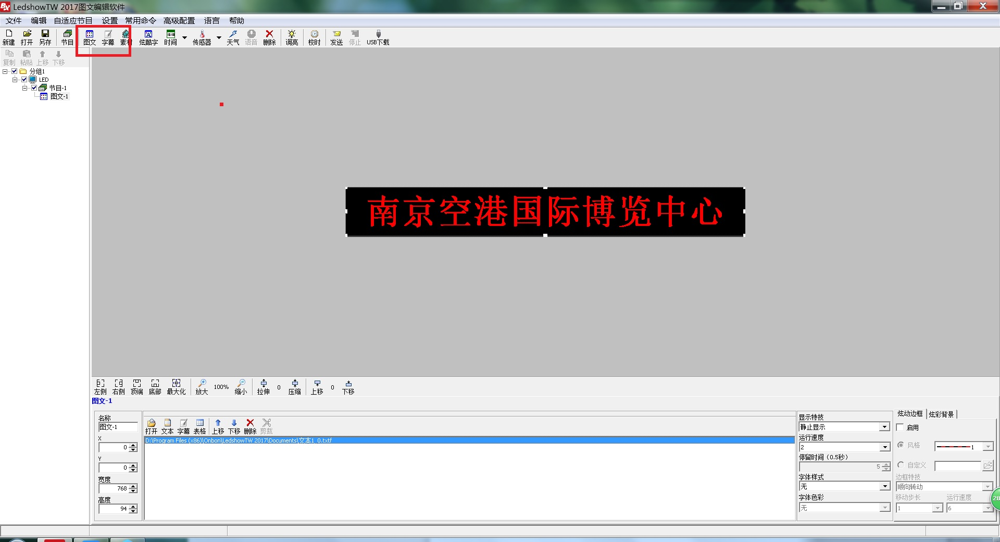 LedshowTW 2017图文编辑软件
文件 编辑 自适应节目 设置 常用命令 高级配置 语言 帮助
新建 打开 另存 节目 图文 字幕 素材 炫酷字 时间 传感器 天气 语音 删除 调亮 校时 发送 停止 USB下载
复制 粘贴 上移 下移
分组1
LED
节目-1
图文-1
南京空港国际博览中心
左侧 右侧 顶端 底部 最大化 放大 100% 缩小 拉伸 0 压缩 上移 0 下移
图文-1
名称
图文-1
X
0
Y
0
宽度
768
高度
94
打开 文本 字幕 表格 上移 下移 删除 剪裁
D:\Program Files (x86)\Onbon\LedshowTW 2017\Documents\文本1_0.txtf
显示特技
静止显示
运行速度
2
停留时间（0.5秒）
5
字体样式
无
字体色彩
无
炫动边框 炫彩背景
启用
风格 1
自定义
边框特技
顺向转动
移动步长 运行速度
1 6
28